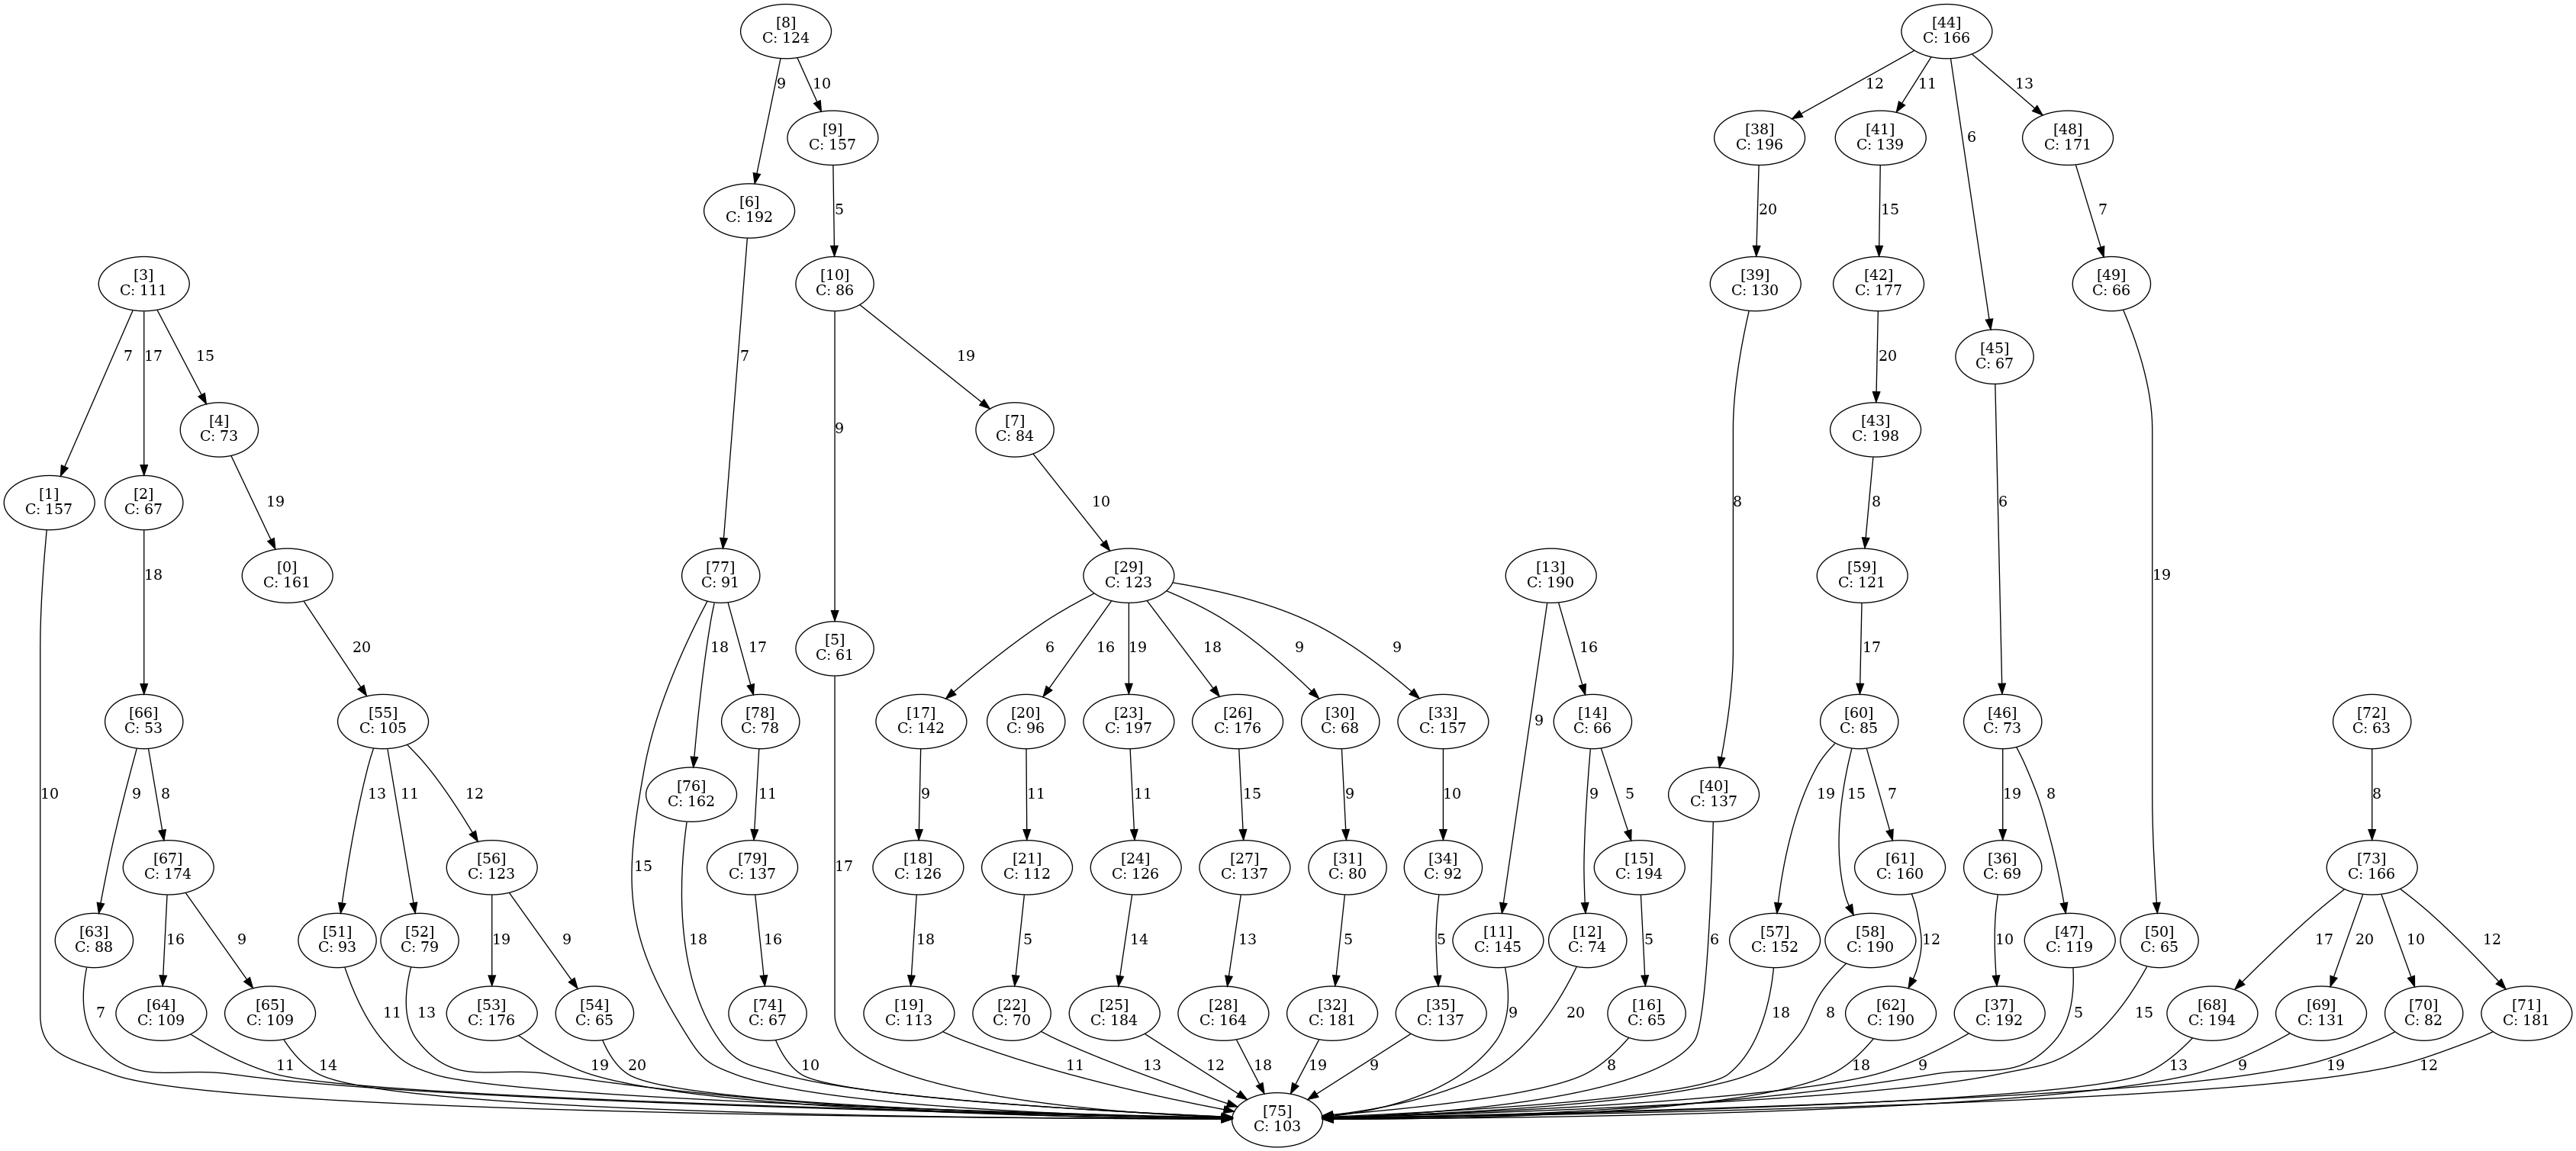 [8]
C: 124
[44]
C: 166
9
10
12
11
13
[9]
C: 157
[38]
C: 196
[41]
C: 139
6
[48]
C: 171
[6]
C: 192
5
20
15
7
[3]
C: 111
[10]
C: 86
[39]
C: 130
[42]
C: 177
[49]
C: 66
7
17
15
7
19
20
[45]
C: 67
[4]
C: 73
9
[7]
C: 84
[43]
C: 198
[1]
C: 157
[2]
C: 67
19
10
8
8
6
[0]
C: 161
[77]
C: 91
[29]
C: 123
[13]
C: 190
[59]
C: 121
18
19
20
18
17
[5]
C: 61
6
16
19
18
9
9
16
17
[66]
C: 53
[55]
C: 105
[78]
C: 78
[17]
C: 142
[20]
C: 96
[23]
C: 197
[26]
C: 176
[30]
C: 68
[33]
C: 157
9
[14]
C: 66
[60]
C: 85
[46]
C: 73
[72]
C: 63
10
9
8
13
11
12
[76]
C: 162
11
9
11
11
15
9
10
9
5
[40]
C: 137
19
15
7
19
8
8
[67]
C: 174
[56]
C: 123
15
[79]
C: 137
17
[18]
C: 126
[21]
C: 112
[24]
C: 126
[27]
C: 137
[31]
C: 80
[34]
C: 92
[15]
C: 194
[61]
C: 160
[36]
C: 69
[73]
C: 166
[63]
C: 88
16
9
[51]
C: 93
[52]
C: 79
19
9
18
16
18
5
14
13
5
5
[11]
C: 145
[12]
C: 74
5
6
[57]
C: 152
[58]
C: 190
12
10
[47]
C: 119
[50]
C: 65
17
20
10
12
7
[64]
C: 109
[65]
C: 109
11
13
[53]
C: 176
[54]
C: 65
[74]
C: 67
[19]
C: 113
[22]
C: 70
[25]
C: 184
[28]
C: 164
[32]
C: 181
[35]
C: 137
9
20
[16]
C: 65
18
8
[62]
C: 190
[37]
C: 192
5
15
[68]
C: 194
[69]
C: 131
[70]
C: 82
[71]
C: 181
11
14
19
20
10
11
13
12
18
19
9
8
18
9
13
9
19
12
[75]
C: 103